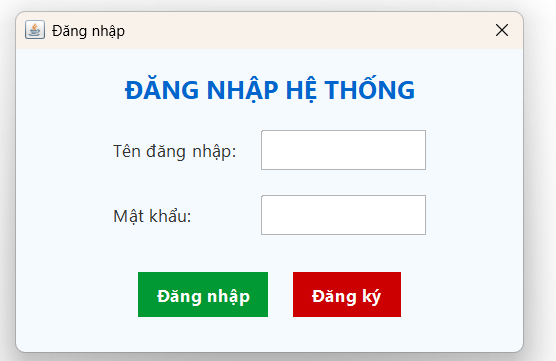 Đăng nhập
ĐĂNG NHẬP HỆ THỐNG
Tên đăng nhập:
Mật khẩu:
Đăng nhập Đăng ký